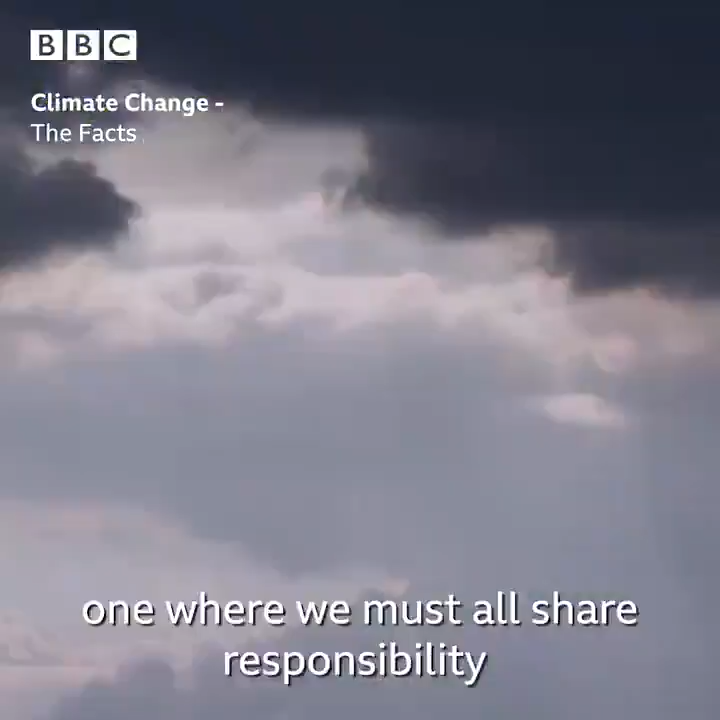 BBC
Climate Change -
The Facts
one where we must all share
responsibility